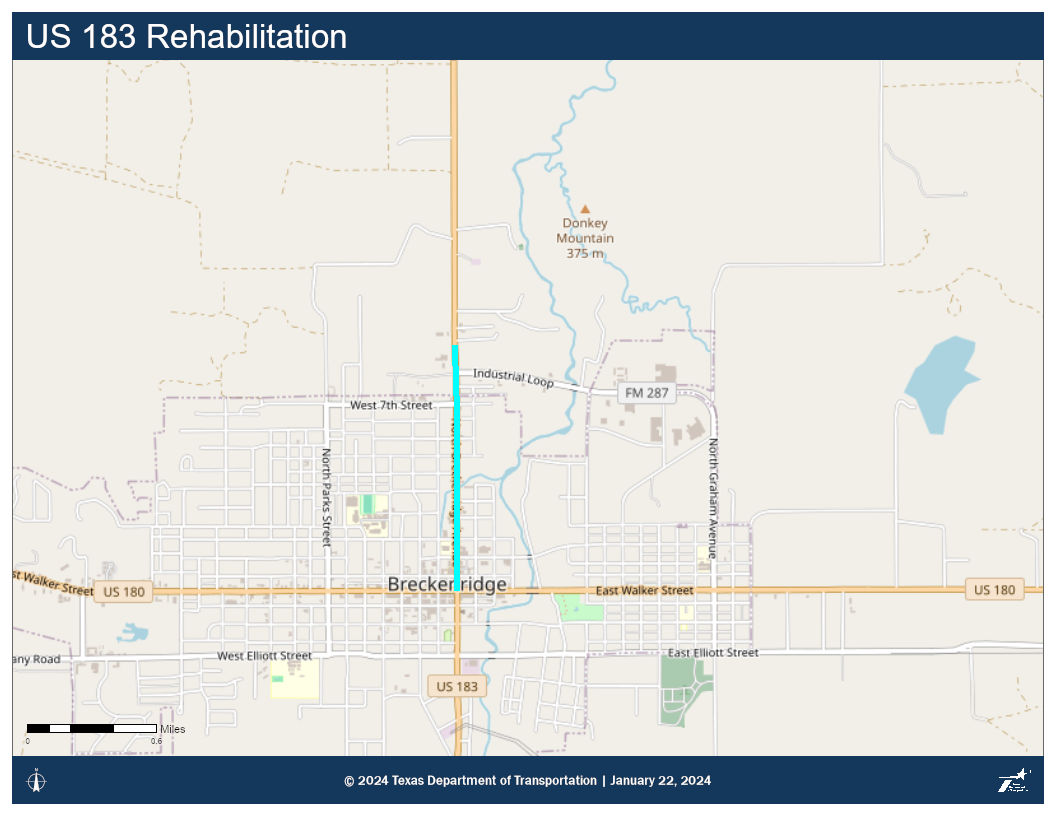 US 183 Rehabilitation
Donkey
Mountain
375 m
Industrial Loop
FM 287
West 7th Street
North Parks Street
North Graham Avenue
Breckenridge
st Walker Street
US 180
East Walker Street
US 180
any Road
West Elliott Street
East Elliott Street
US 183
Miles
0
0.6
N
© 2024 Texas Department of Transportation | January 22, 2024